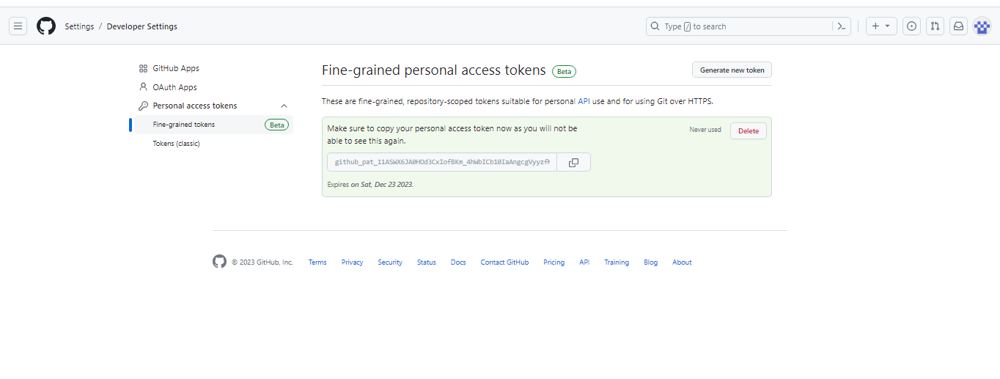 Settings / Developer Settings
Type / to search
GitHub Apps
OAuth Apps
Personal access tokens
Fine-grained tokens Beta
Tokens (classic)
Fine-grained personal access tokens Beta
Generate new token
These are fine-grained, repository-scoped tokens suitable for personal API use and for using Git over HTTPS.
Make sure to copy your personal access token now as you will not be
able to see this again.
Never used
Delete
github_pat_11ASWX6JA0HOd3CxIofBKm_4hWbICb10IaAngcgVyyzf
Expires on Sat, Dec 23 2023.
© 2023 GitHub, Inc. Terms Privacy Security Status Docs Contact GitHub Pricing API Training Blog About